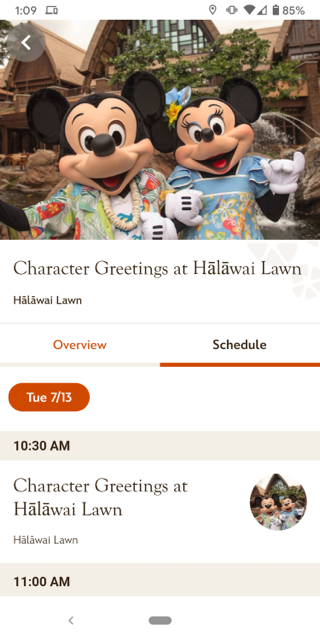 1:09
85%
Character Greetings at Hālāwai Lawn
Hālāwai Lawn
Overview
Schedule
Tue 7/13
10:30 AM
Character Greetings at
Hālāwai Lawn
Hālāwai Lawn
11:00 AM